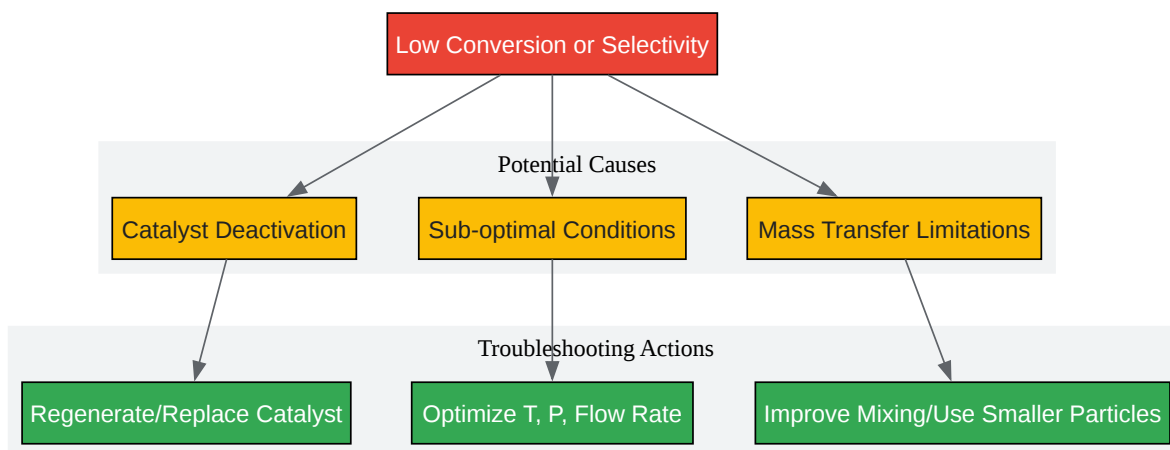 Low Conversion or Selectivity
Potential Causes
Catalyst Deactivation
Sub-optimal Conditions
Mass Transfer Limitations
Troubleshooting Actions
Regenerate/Replace Catalyst
Optimize T, P, Flow Rate
Improve Mixing/Use Smaller Particles